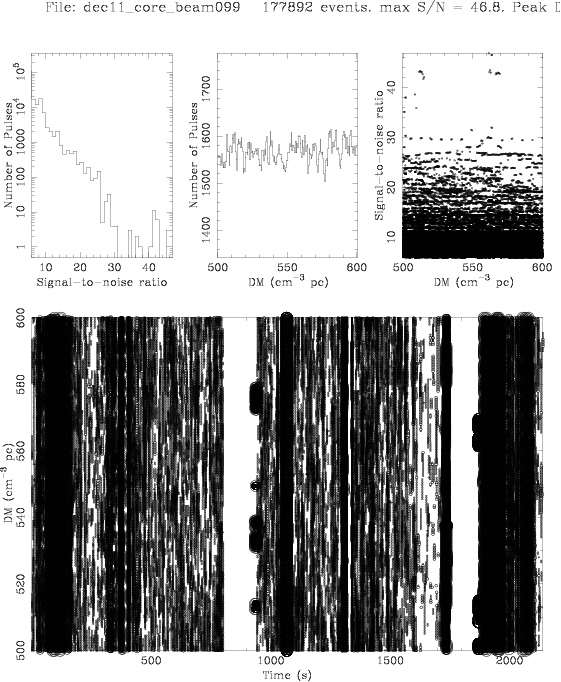 File: dec11_core_beam099 177892 events. max S/N = 46.8. Peak D
Number of Pulses
1 10 100 1000 10^4 10^5
10 20 30 40
Signal-to-noise ratio
Number of Pulses
1400 1500 1600 1700
500 550 600
DM (cm^-3 pc)
Signal-to-noise ratio
10 20 30 40
500 550 600
DM (cm^-3 pc)
DM (cm^-3 pc)
500 520 540 560 580 600
500 1000 1500 2000
Time (s)